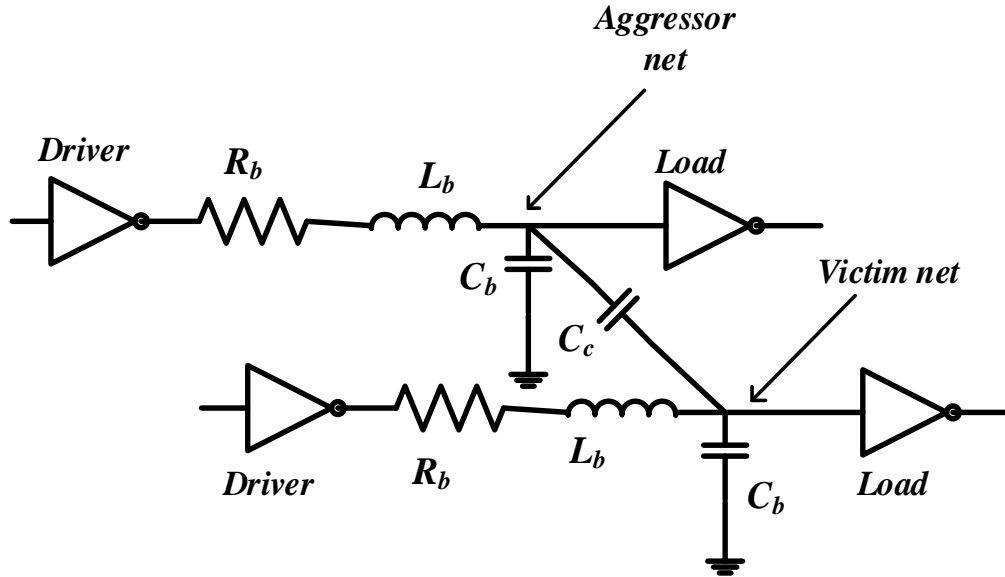 Aggressor
net
Driver
R_b
L_b
Load
C_b
Victim net
C_c
Driver
R_b
L_b
C_b
Load